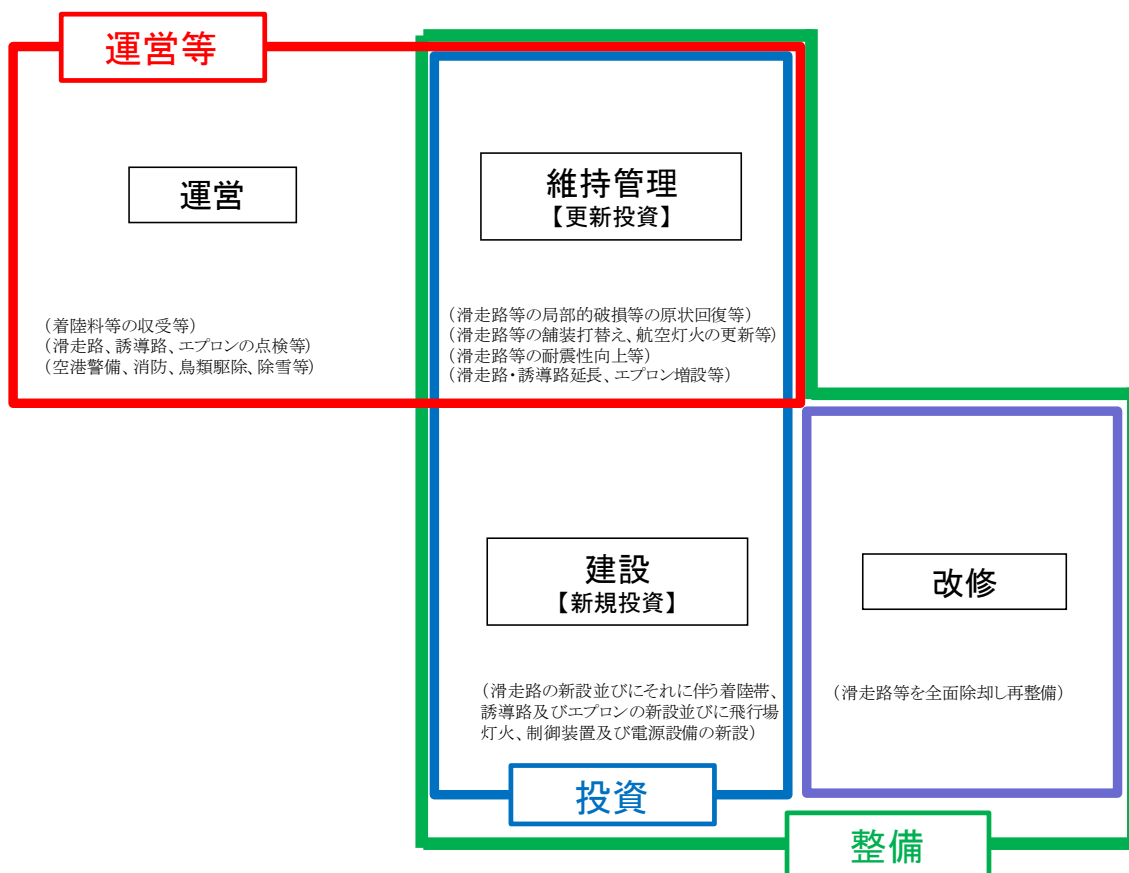 運営等
運営
(着陸料等の収受等)
(滑走路、誘導路、エプロンの点検等)
(空港警備、消防、鳥類駆除、除雪等)
維持管理
【更新投資】
(滑走路等の局部的破損等の原状回復等)
(滑走路等の舗装打替え、航空灯火の更新等)
(滑走路等の耐震性向上等)
(滑走路・誘導路延長、エプロン増設等)
建設
【新規投資】
(滑走路の新設並びにそれに伴う着陸帯、
誘導路及びエプロンの新設並びに飛行場
灯火、制御装置及び電源設備の新設)
改修
(滑走路等を全面除却し再整備)
投資
整備